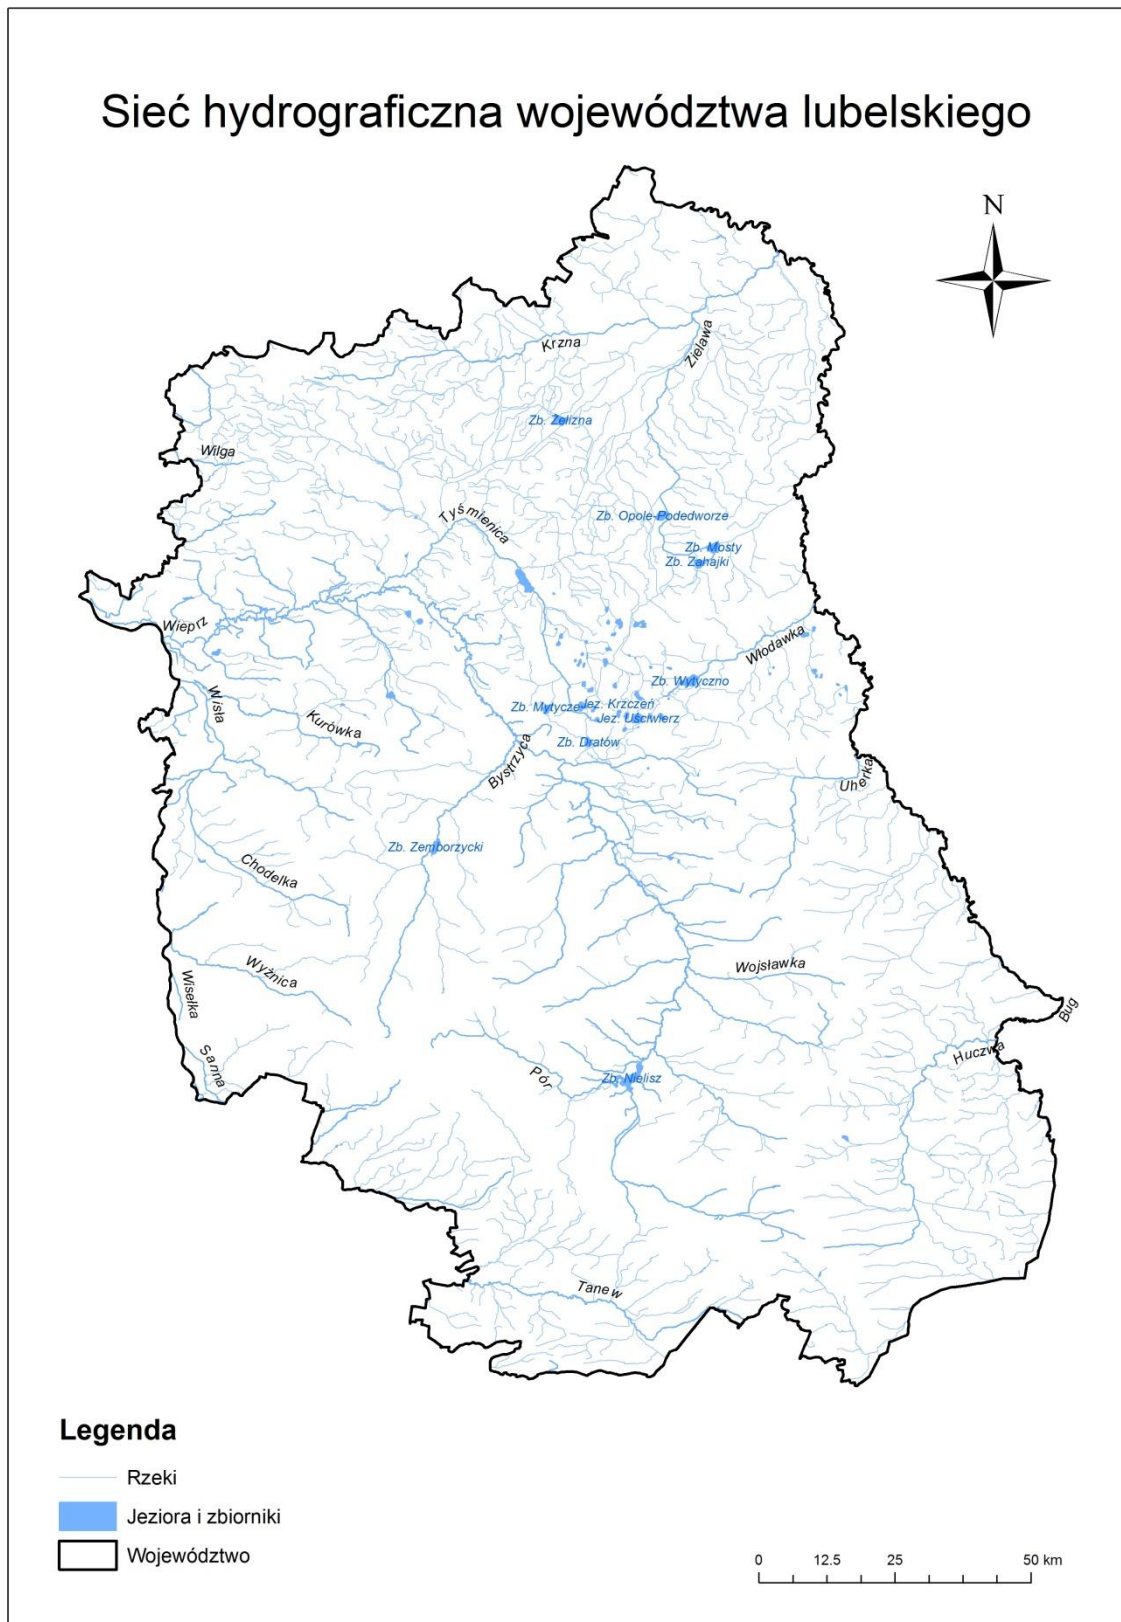 Sieć hydrograficzna województwa lubelskiego
N
Krzna
Zielawa
Zb. Żelizna
Wilga
Tyśmienica
Zb. Opole-Podedworze
Zb. Mosty
Zb. Zahajki
Wieprz
Włodawka
Zb. Wytyczno
Wisła
Zb. Mytycze
Jez. Krzczeń
Jez. Uściwierz
Kurówka
Zb. Dratów
Bystrzyca
Uherka
Zb. Zemborzycki
Chodelka
Wyżnica
Wojsławka
Wisełka
Bug
Huczwa
Sanna
Pór
Zb. Nielisz
Tanew
Legenda
Rzeki
Jeziora i zbiorniki
Województwo
0 12.5 25 50 km